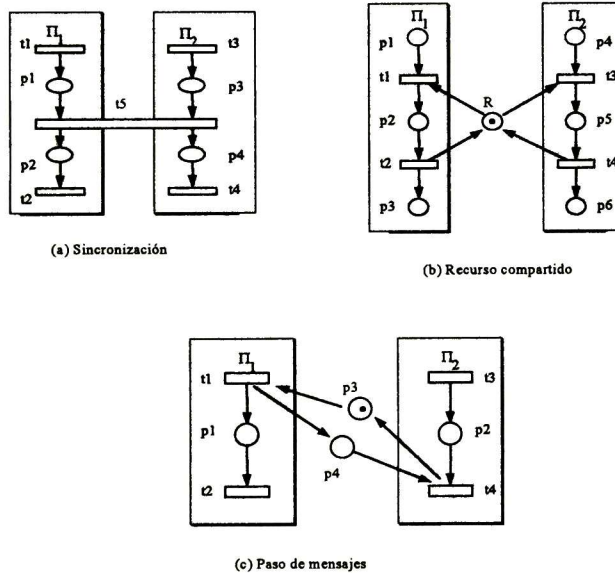 Π1
Π2
t1
t3
p1
p3
t5
p2
p4
t2
t4
(a) Sincronización
Π1
Π2
p1
p4
t1
t3
R
p2
p5
t2
t4
p3
p6
(b) Recurso compartido
Π1
Π2
t1
p3
t3
p1
p2
p4
t2
t4
(c) Paso de mensajes